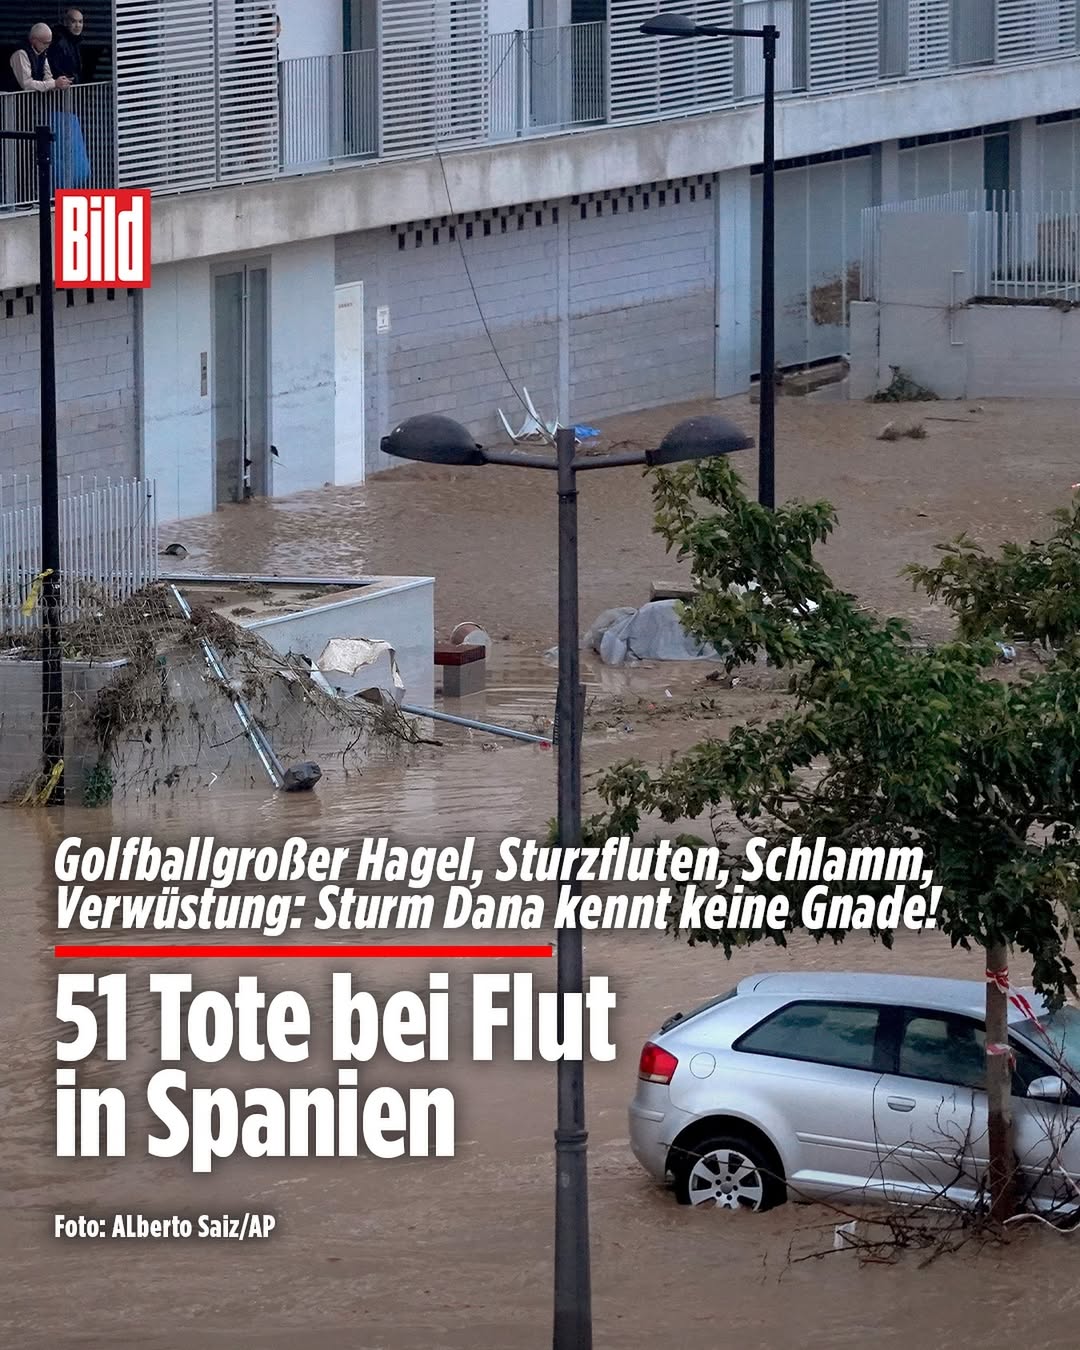 Bild
Golfballgroßer Hagel, Sturzfluten, Schlamm,
Verwüstung: Sturm Dana kennt keine Gnade!
51 Tote bei Flut
in Spanien
Foto: ALberto Saiz/AP